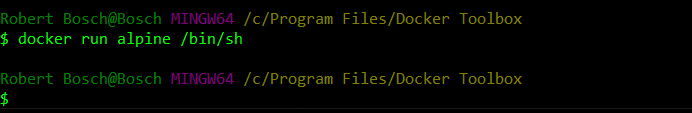 Robert Bosch@Bosch MINGW64 /c/Program Files/Docker Toolbox
$ docker run alpine /bin/sh
Robert Bosch@Bosch MINGW64 /c/Program Files/Docker Toolbox
$